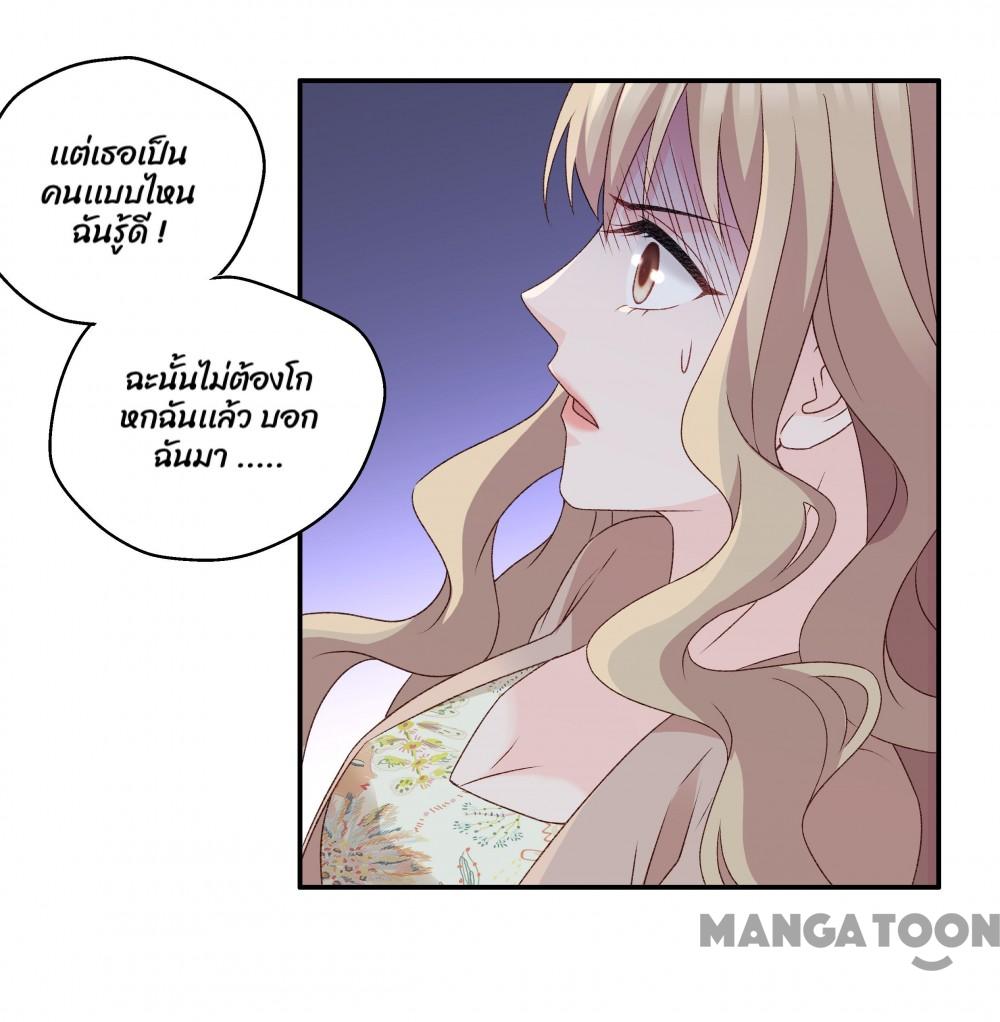 แต่เธอเป็น
คนแบบไหน
ฉันรู้ดี !
ฉะนั้นไม่ต้องโก
หกฉันแล้ว บอก
ฉันมา .....
MANGATOON